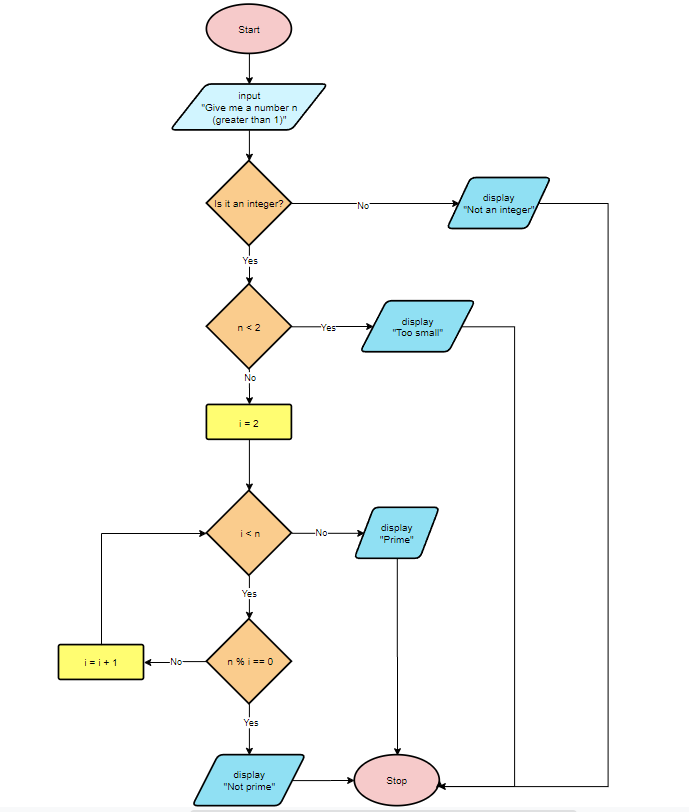 Start
input
"Give me a number n
(greater than 1)"
Is it an integer?
No
display
"Not an integer"
Yes
n < 2
Yes
display
"Too small"
No
i = 2
i < n
No
display
"Prime"
Yes
i = i + 1
No
n % i == 0
Yes
display
"Not prime"
Stop